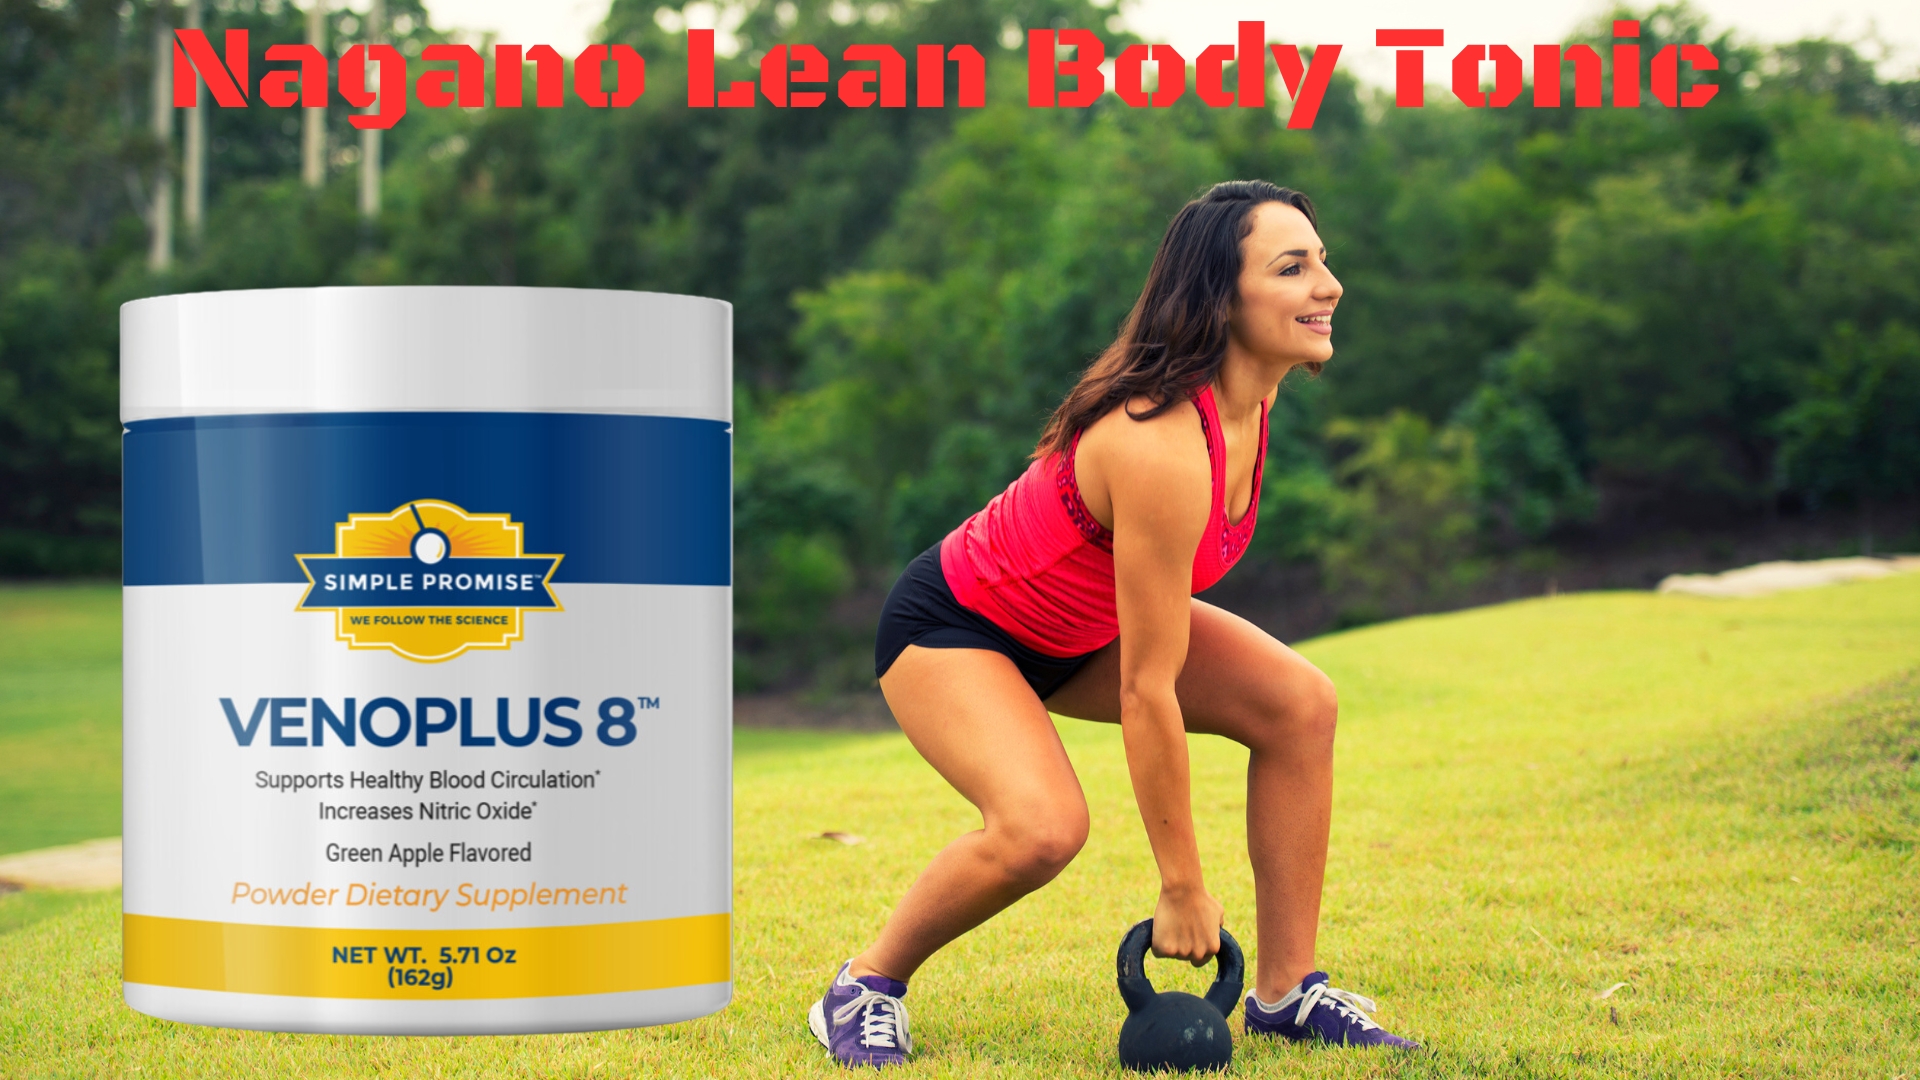 Nagano Lean Body Tonic
SIMPLE PROMISE™
WE FOLLOW THE SCIENCE
VENOPLUS 8™
Supports Healthy Blood Circulation*
Increases Nitric Oxide*
Green Apple Flavored
Powder Dietary Supplement
NET WT. 5.71 Oz
(162g)